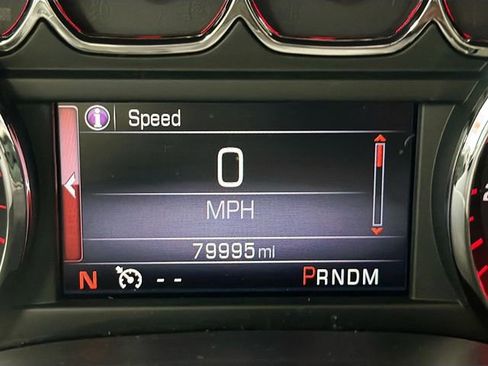 i Speed
0
MPH
79995 mi
N -- PRNDM